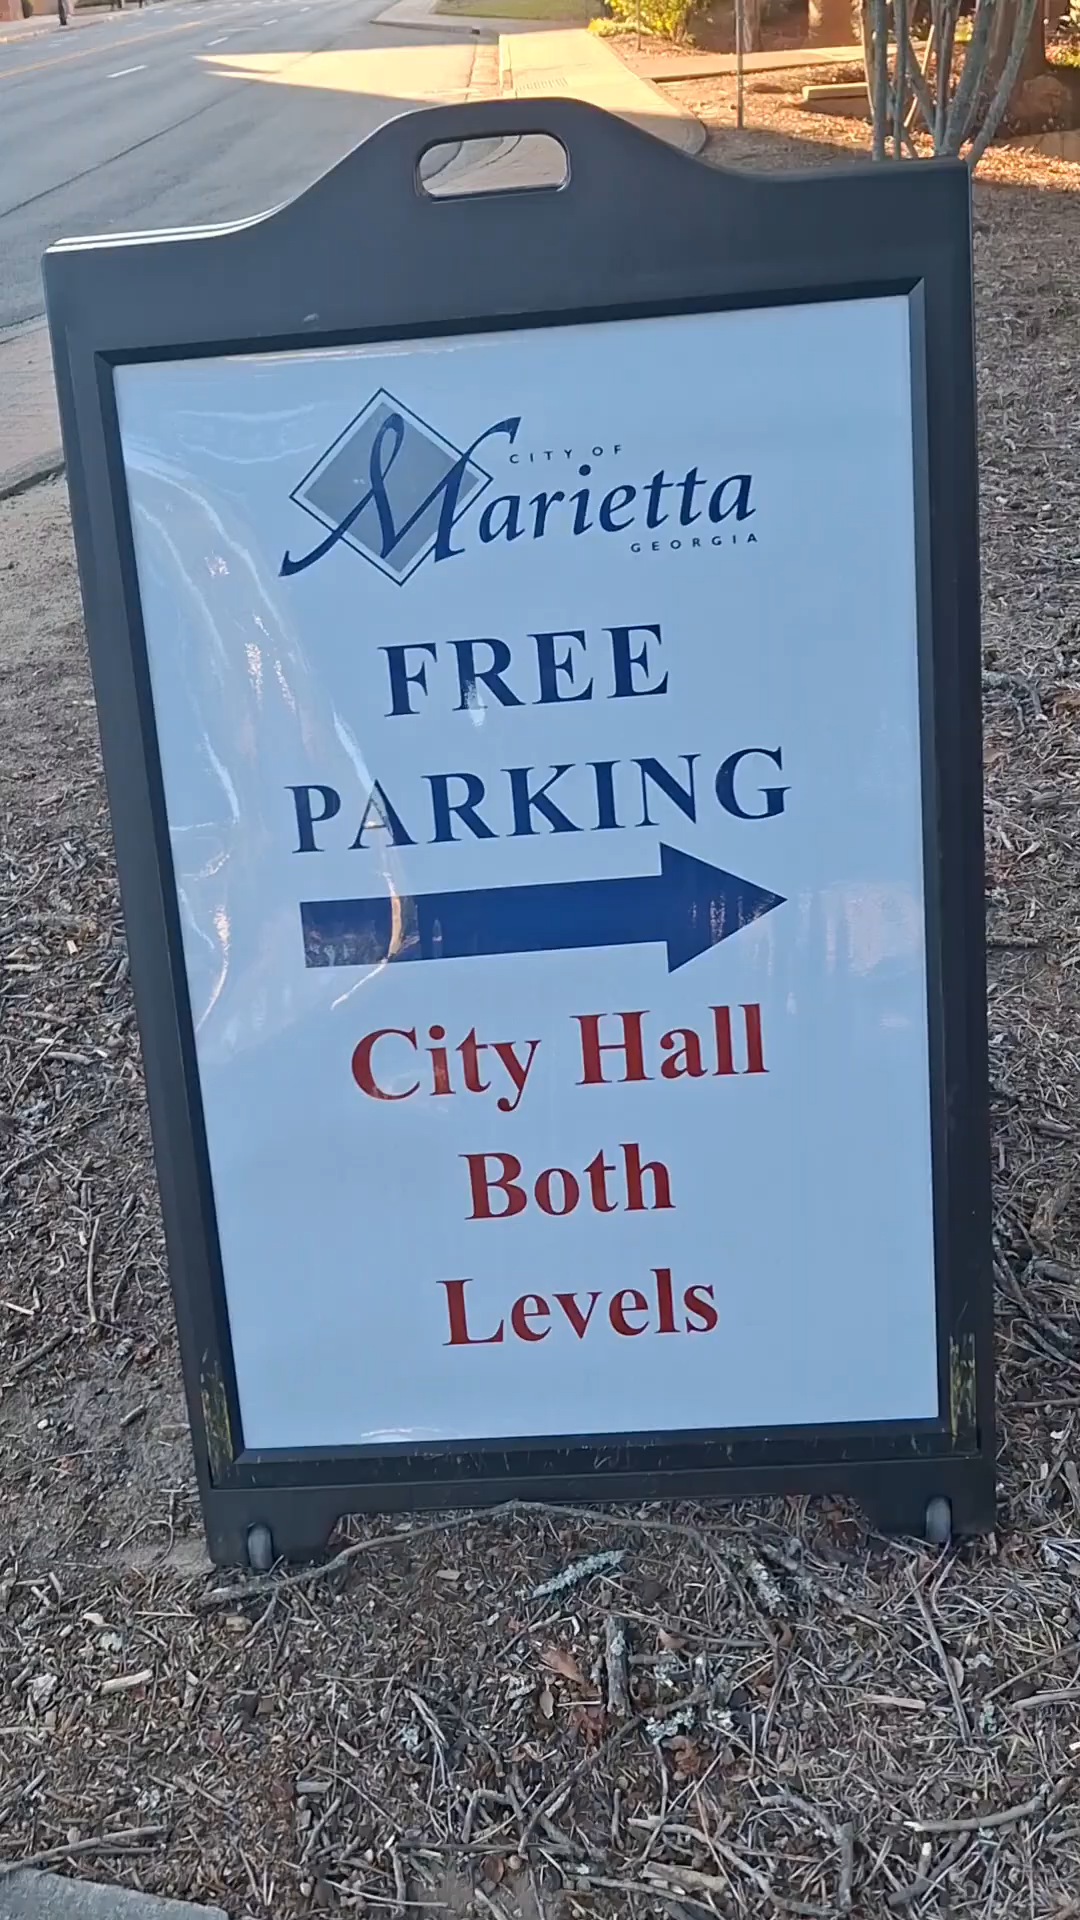 CITY OF
Marietta
GEORGIA
FREE
PARKING
City Hall
Both
Levels